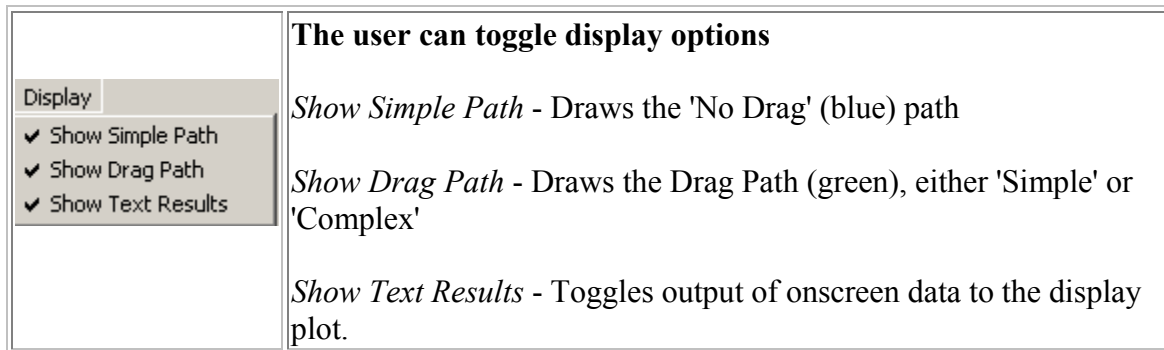 Display
✔ Show Simple Path
✔ Show Drag Path
✔ Show Text Results
The user can toggle display options
Show Simple Path - Draws the 'No Drag' (blue) path
Show Drag Path - Draws the Drag Path (green), either 'Simple' or
'Complex'
Show Text Results - Toggles output of onscreen data to the display
plot.